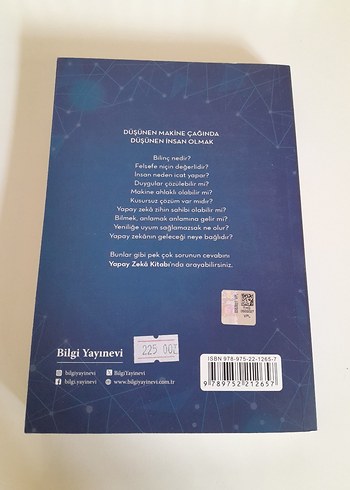 DÜŞÜNEN MAKİNE ÇAĞINDA
DÜŞÜNEN İNSAN OLMAK
Bilinç nedir?
Felsefe niçin değerlidir?
İnsan neden icat yapar?
Duygular çözülebilir mi?
Makine ahlaklı olabilir mi?
Kusursuz çözüm var mıdır?
Yapay zekâ zihin sahibi olabilir mi?
Bilmek, anlamak anlamına gelir mi?
Yeniliğe uyum sağlamazsak ne olur?
Yapay zekânın geleceği neye bağlıdır?
Bunlar gibi pek çok sorunun cevabını
Yapay Zekâ Kitabı'nda arayabilirsiniz.
Bilgi Yayınevi
bilgiyayinevi
BilgiYayinevi
bilgi.yayinevi
www.bilgiyayinevi.com.tr
225.00
ISBN 978-975-22-1265-7
9 789752 212657